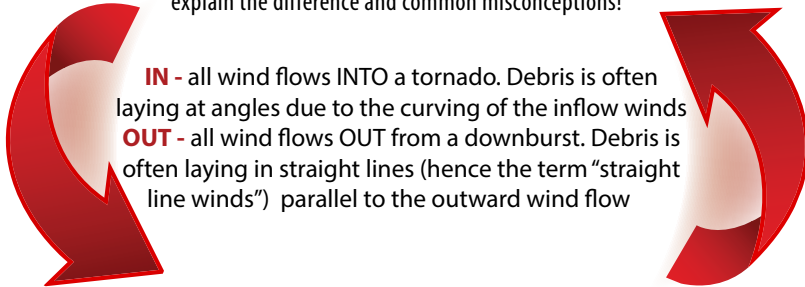 explain the difference and common misconceptions!
IN - all wind flows INTO a tornado. Debris is often
laying at angles due to the curving of the inflow winds
OUT - all wind flows OUT from a downburst. Debris is
often laying in straight lines (hence the term “straight
line winds”)  parallel to the outward wind flow